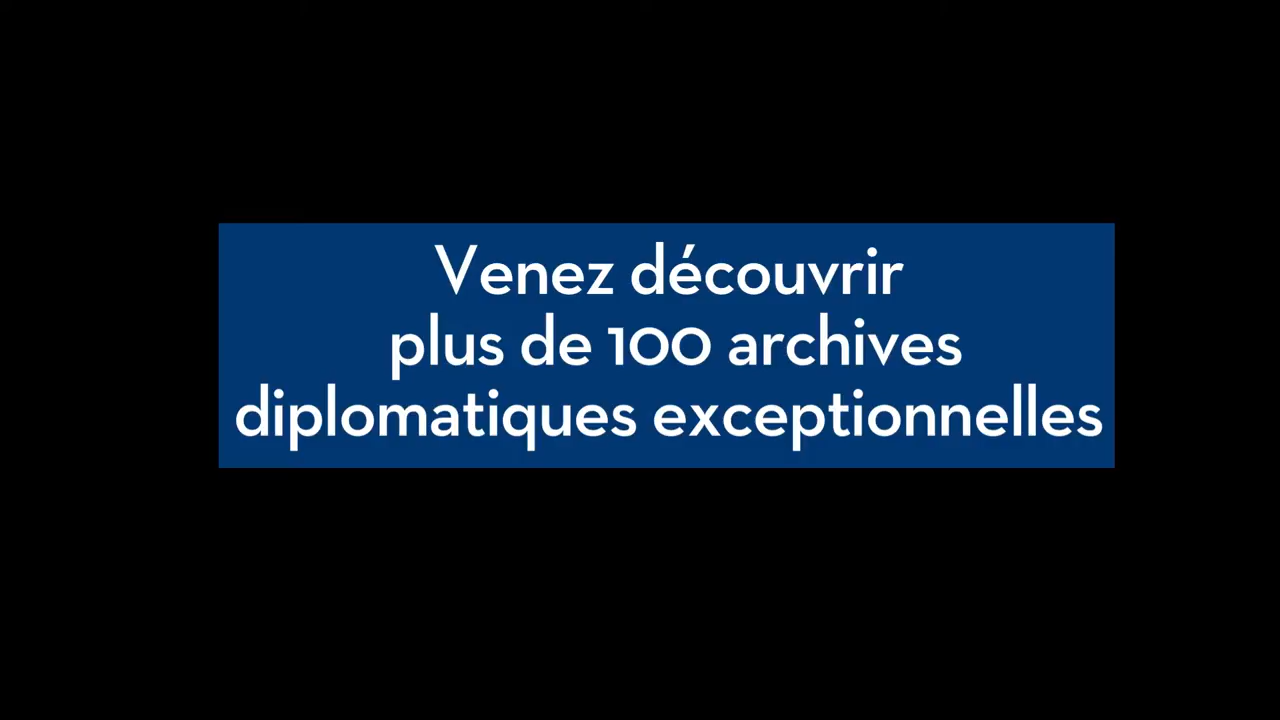 Venez découvrir
plus de 100 archives
diplomatiques exceptionnelles